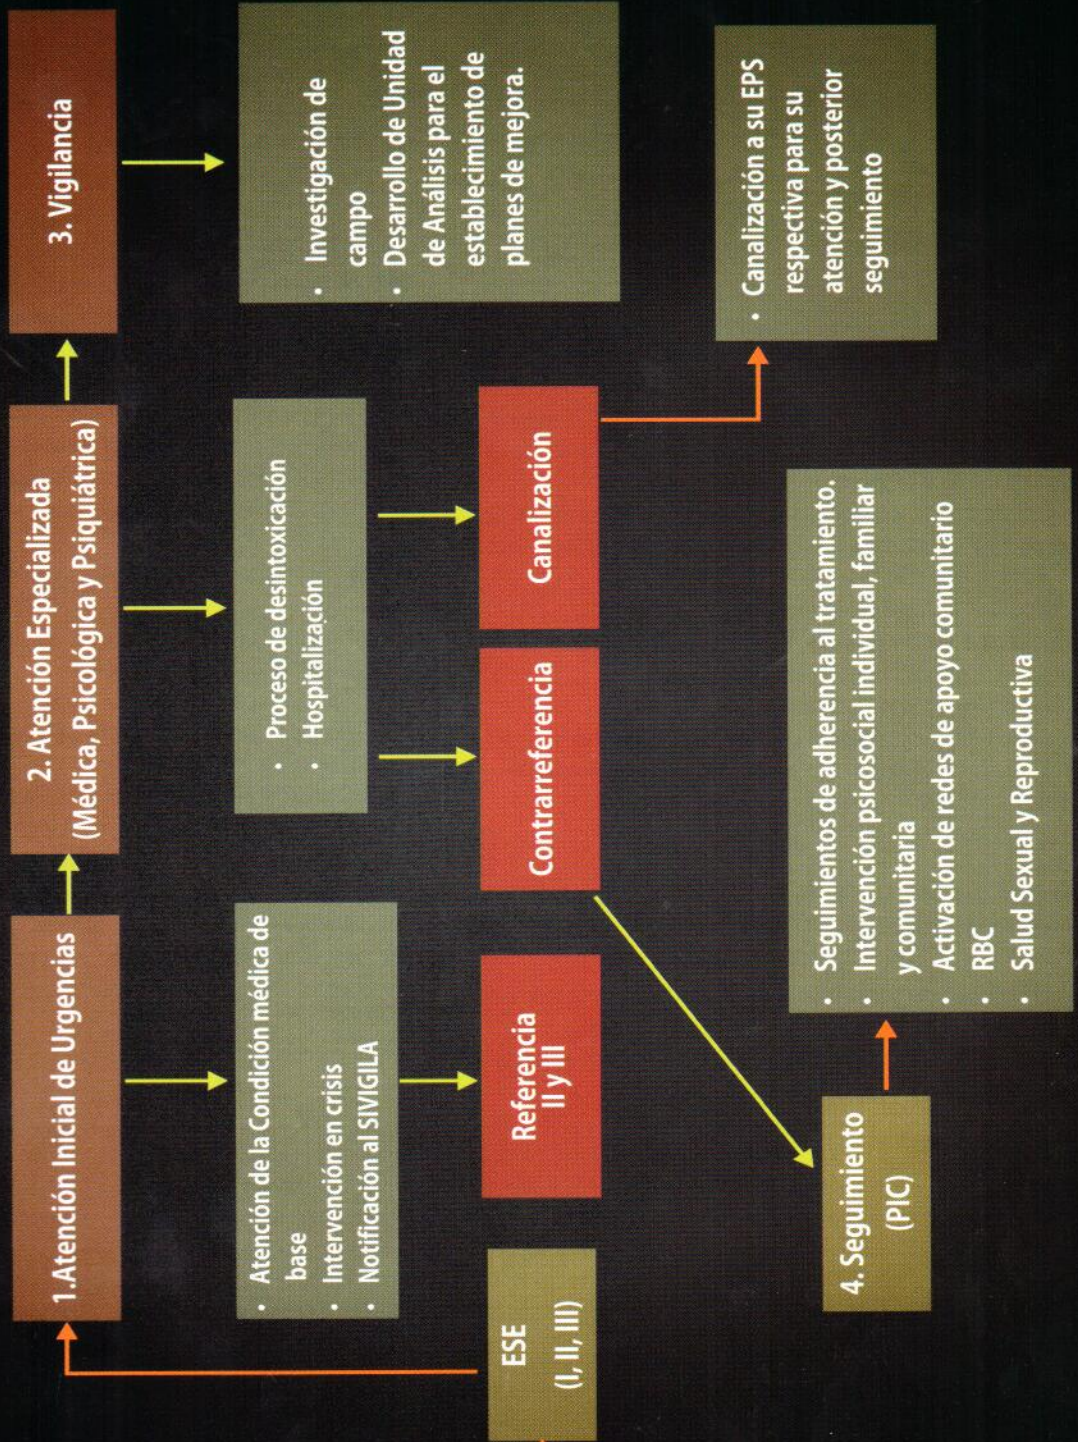 1.Atención Inicial de Urgencias
2. Atención Especializada
(Médica, Psicológica y Psiquiátrica)
3. Vigilancia
• Atención de la Condición médica de
base
• Intervención en crisis
• Notificación al SIVIGILA
• Proceso de desintoxicación
• Hospitalización
• Investigación de
campo
• Desarrollo de Unidad
de Análisis para el
establecimiento de
planes de mejora.
ESE
(I, II, III)
Referencia
II y III
Contrarreferencia
Canalización
• Canalización a su EPS
respectiva para su
atención y posterior
seguimiento
4. Seguimiento
(PIC)
• Seguimientos de adherencia al tratamiento.
• Intervención psicosocial individual, familiar
y comunitaria
• Activación de redes de apoyo comunitario
• RBC
• Salud Sexual y Reproductiva